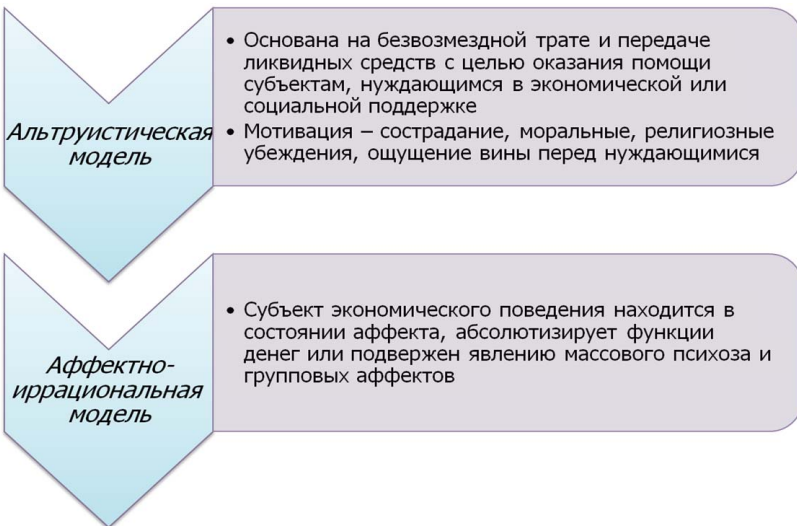 Альтруистическая
модель
• Основана на безвозмездной трате и передаче
ликвидных средств с целью оказания помощи
субъектам, нуждающимся в экономической или
социальной поддержке
• Мотивация – сострадание, моральные, религиозные
убеждения, ощущение вины перед нуждающимися
Аффектно-
иррациональная
модель
• Субъект экономического поведения находится в
состоянии аффекта, абсолютизирует функции
денег или подвержен явлению массового психоза и
групповых аффектов